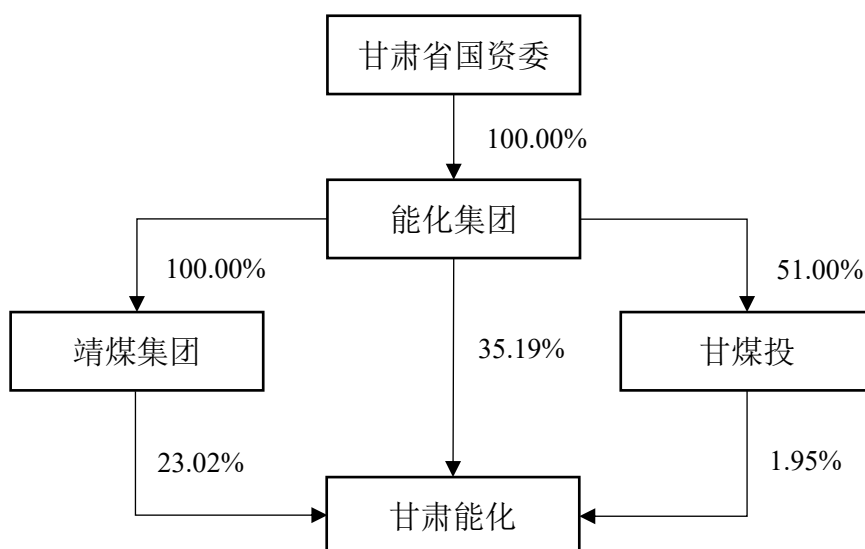 甘肃省国资委
100.00%
能化集团
100.00%
51.00%
靖煤集团
35.19%
甘煤投
23.02%
1.95%
甘肃能化